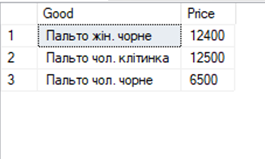 Good Price
1 Пальто жін. чорне 12400
2 Пальто чол. клітинка 12500
3 Пальто чол. чорне 6500